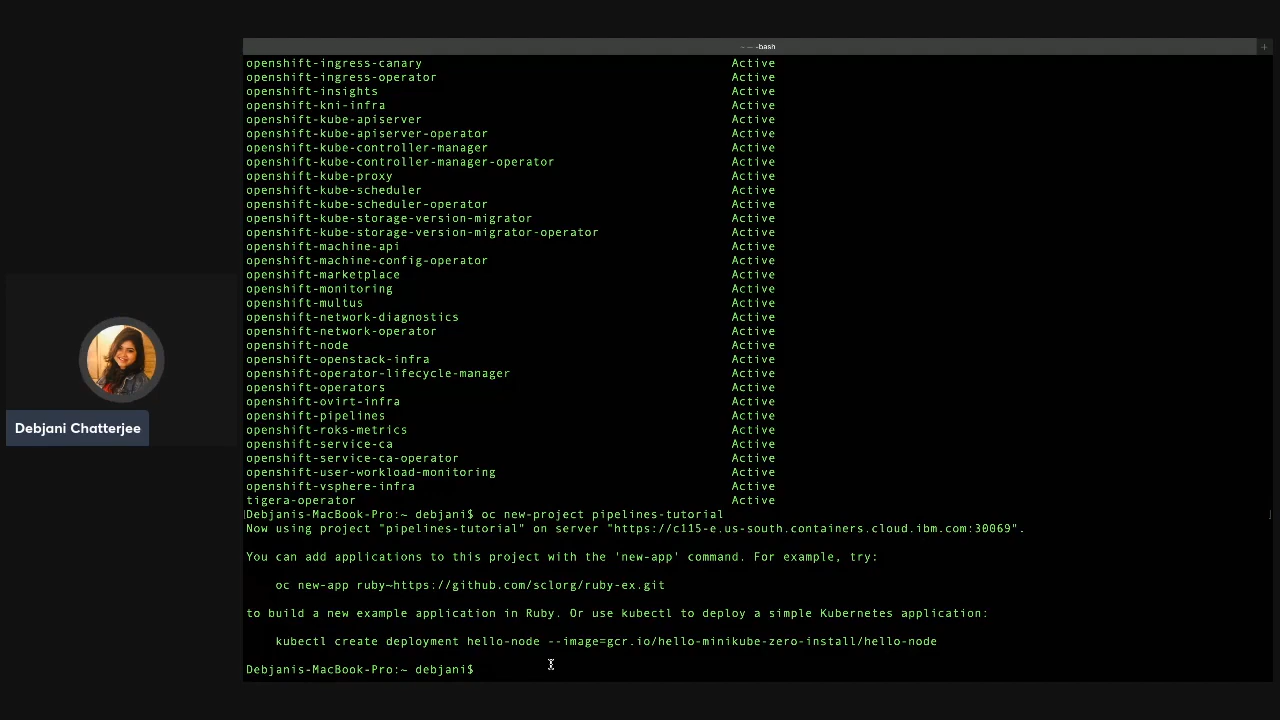 ~ — -bash
+
openshift-ingress-canary Active
openshift-ingress-operator Active
openshift-insights Active
openshift-kni-infra Active
openshift-kube-apiserver Active
openshift-kube-apiserver-operator Active
openshift-kube-controller-manager Active
openshift-kube-controller-manager-operator Active
openshift-kube-proxy Active
openshift-kube-scheduler Active
openshift-kube-scheduler-operator Active
openshift-kube-storage-version-migrator Active
openshift-kube-storage-version-migrator-operator Active
openshift-machine-api Active
openshift-machine-config-operator Active
openshift-marketplace Active
openshift-monitoring Active
openshift-multus Active
openshift-network-diagnostics Active
openshift-network-operator Active
openshift-node Active
openshift-openstack-infra Active
openshift-operator-lifecycle-manager Active
openshift-operators Active
openshift-ovirt-infra Active
openshift-pipelines Active
openshift-roks-metrics Active
openshift-service-ca Active
openshift-service-ca-operator Active
openshift-user-workload-monitoring Active
openshift-vsphere-infra Active
tigera-operator Active
[Debjanis-MacBook-Pro:~ debjani$ oc new-project pipelines-tutorial ]
Now using project "pipelines-tutorial" on server "https://c115-e.us-south.containers.cloud.ibm.com:30069".
You can add applications to this project with the 'new-app' command. For example, try:
oc new-app ruby~https://github.com/sclorg/ruby-ex.git
to build a new example application in Ruby. Or use kubectl to deploy a simple Kubernetes application:
kubectl create deployment hello-node --image=gcr.io/hello-minikube-zero-install/hello-node
Debjanis-MacBook-Pro:~ debjani$
Debjani Chatterjee